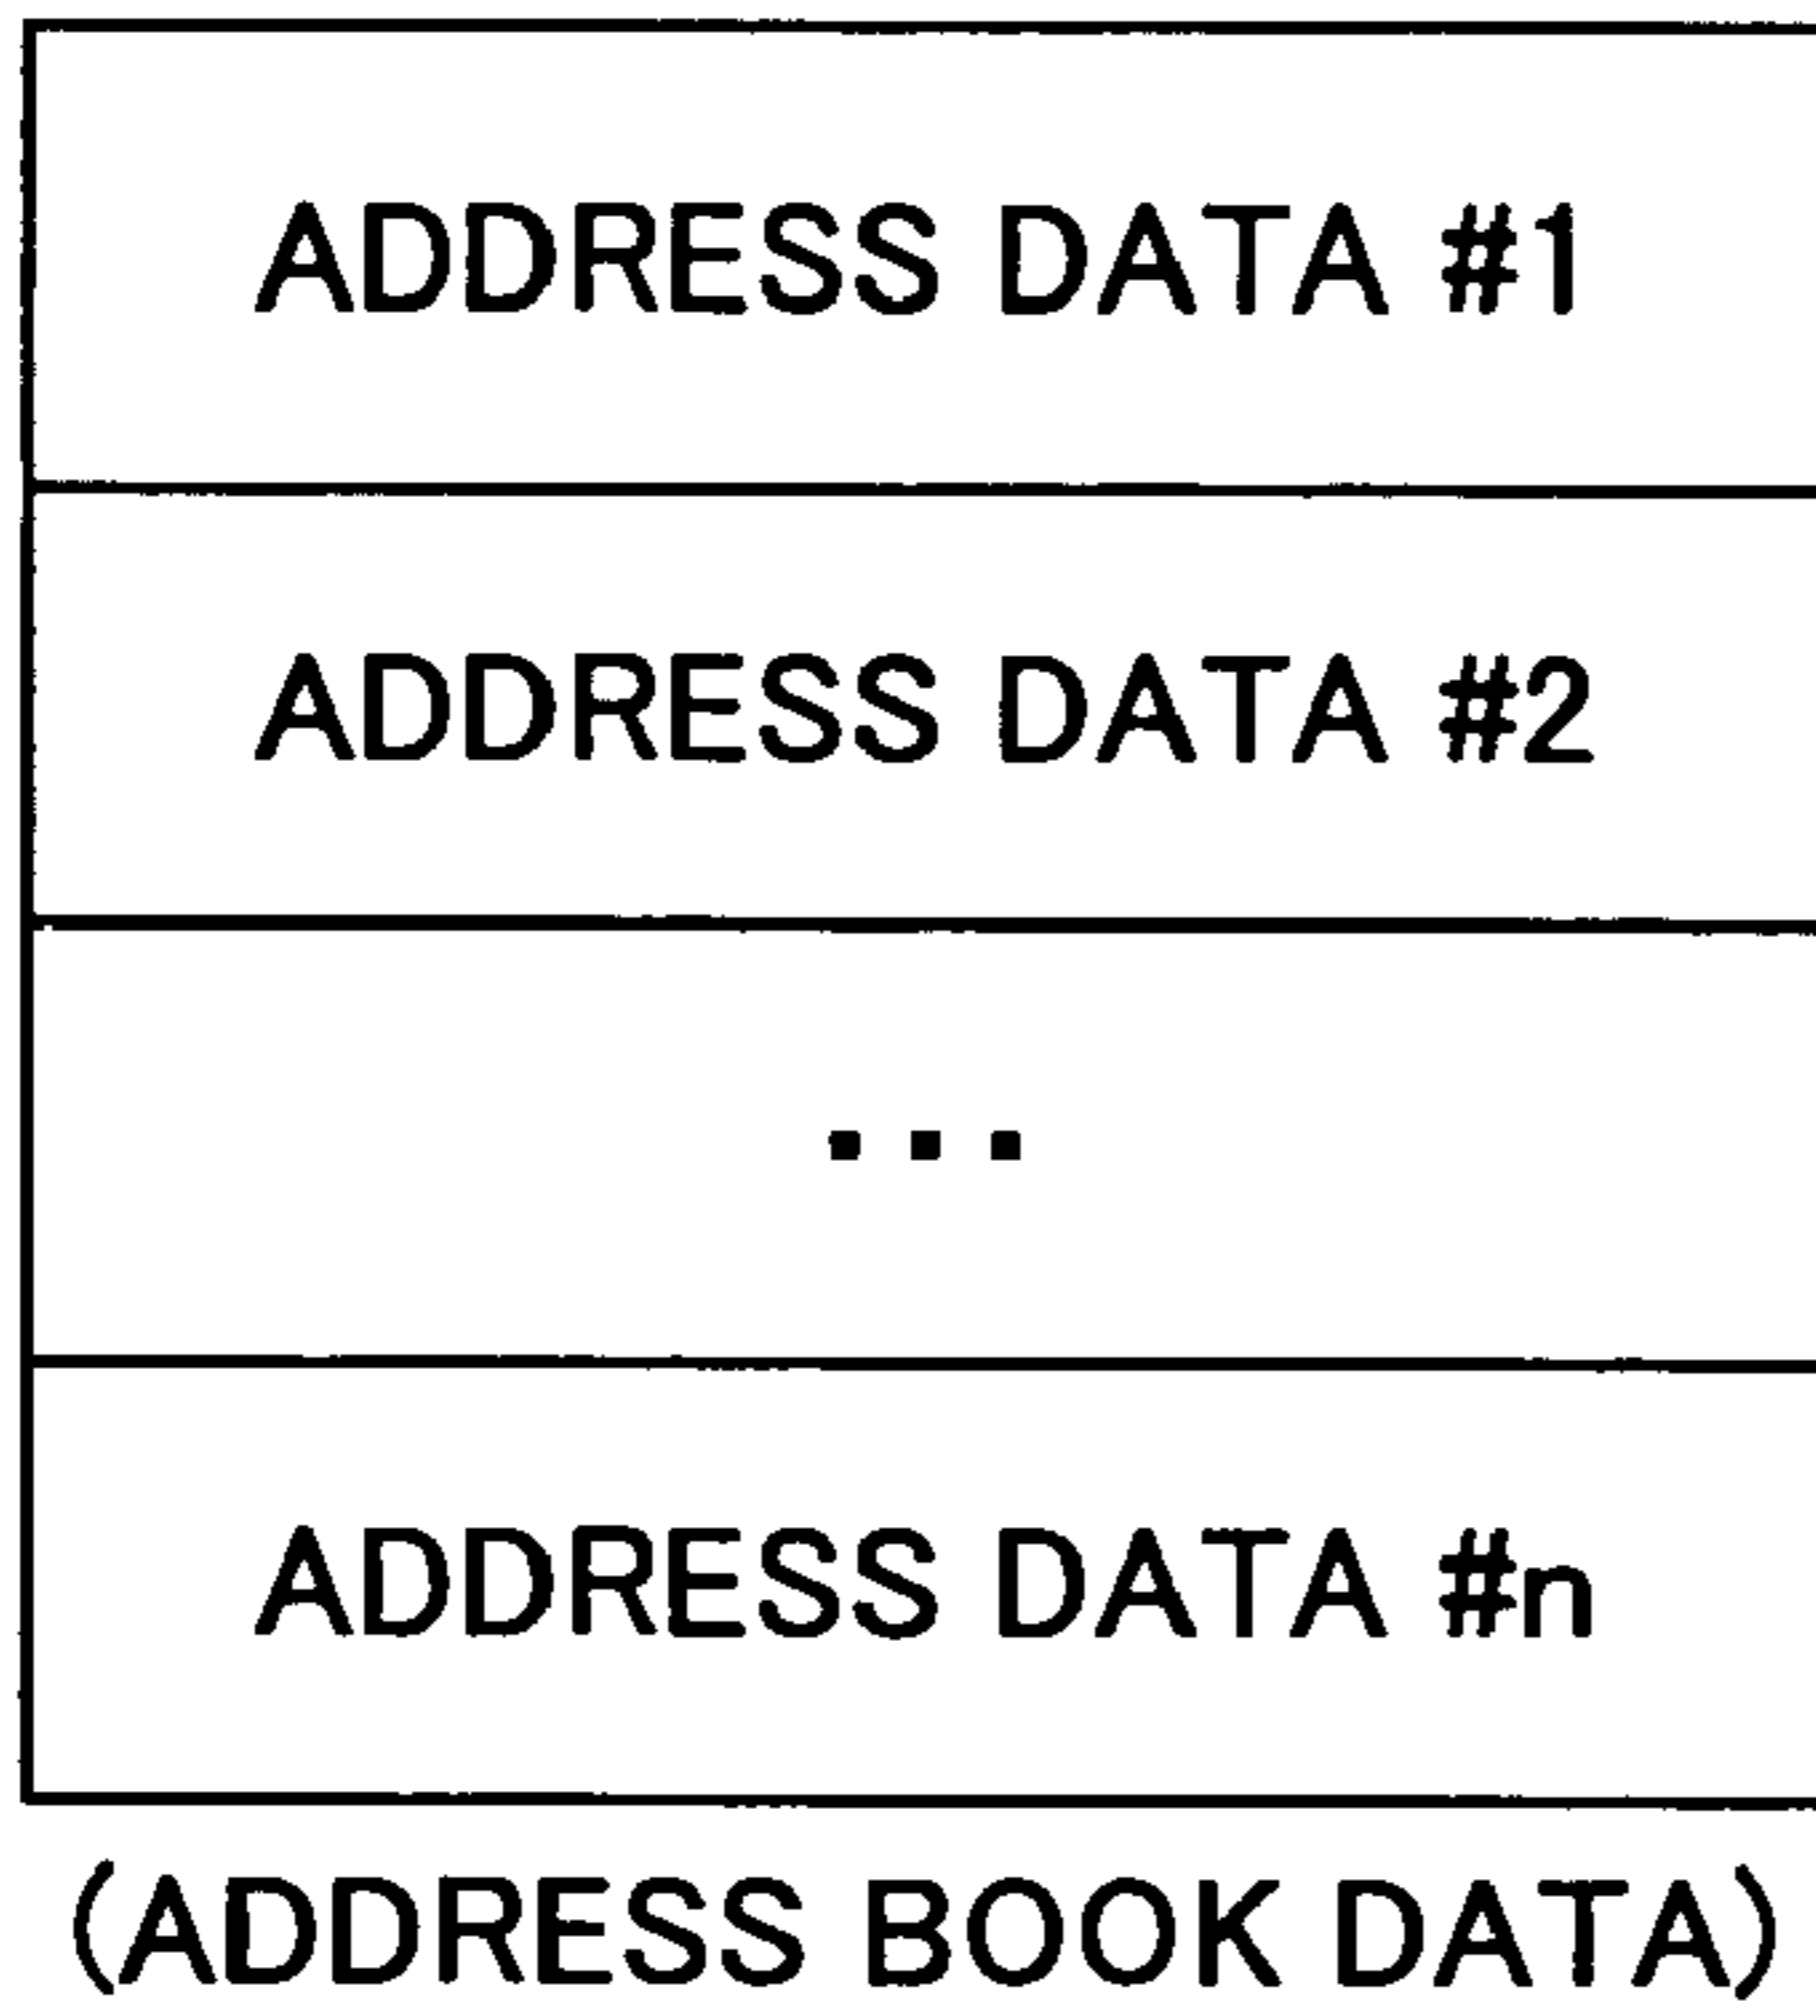 ADDRESS DATA #1
ADDRESS DATA #2
...
ADDRESS DATA #n
(ADDRESS BOOK DATA)